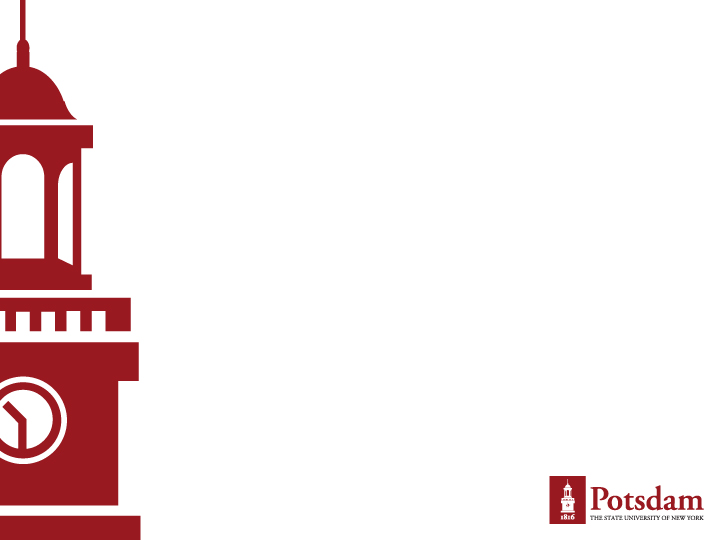 1816
Potsdam
THE STATE UNIVERSITY OF NEW YORK